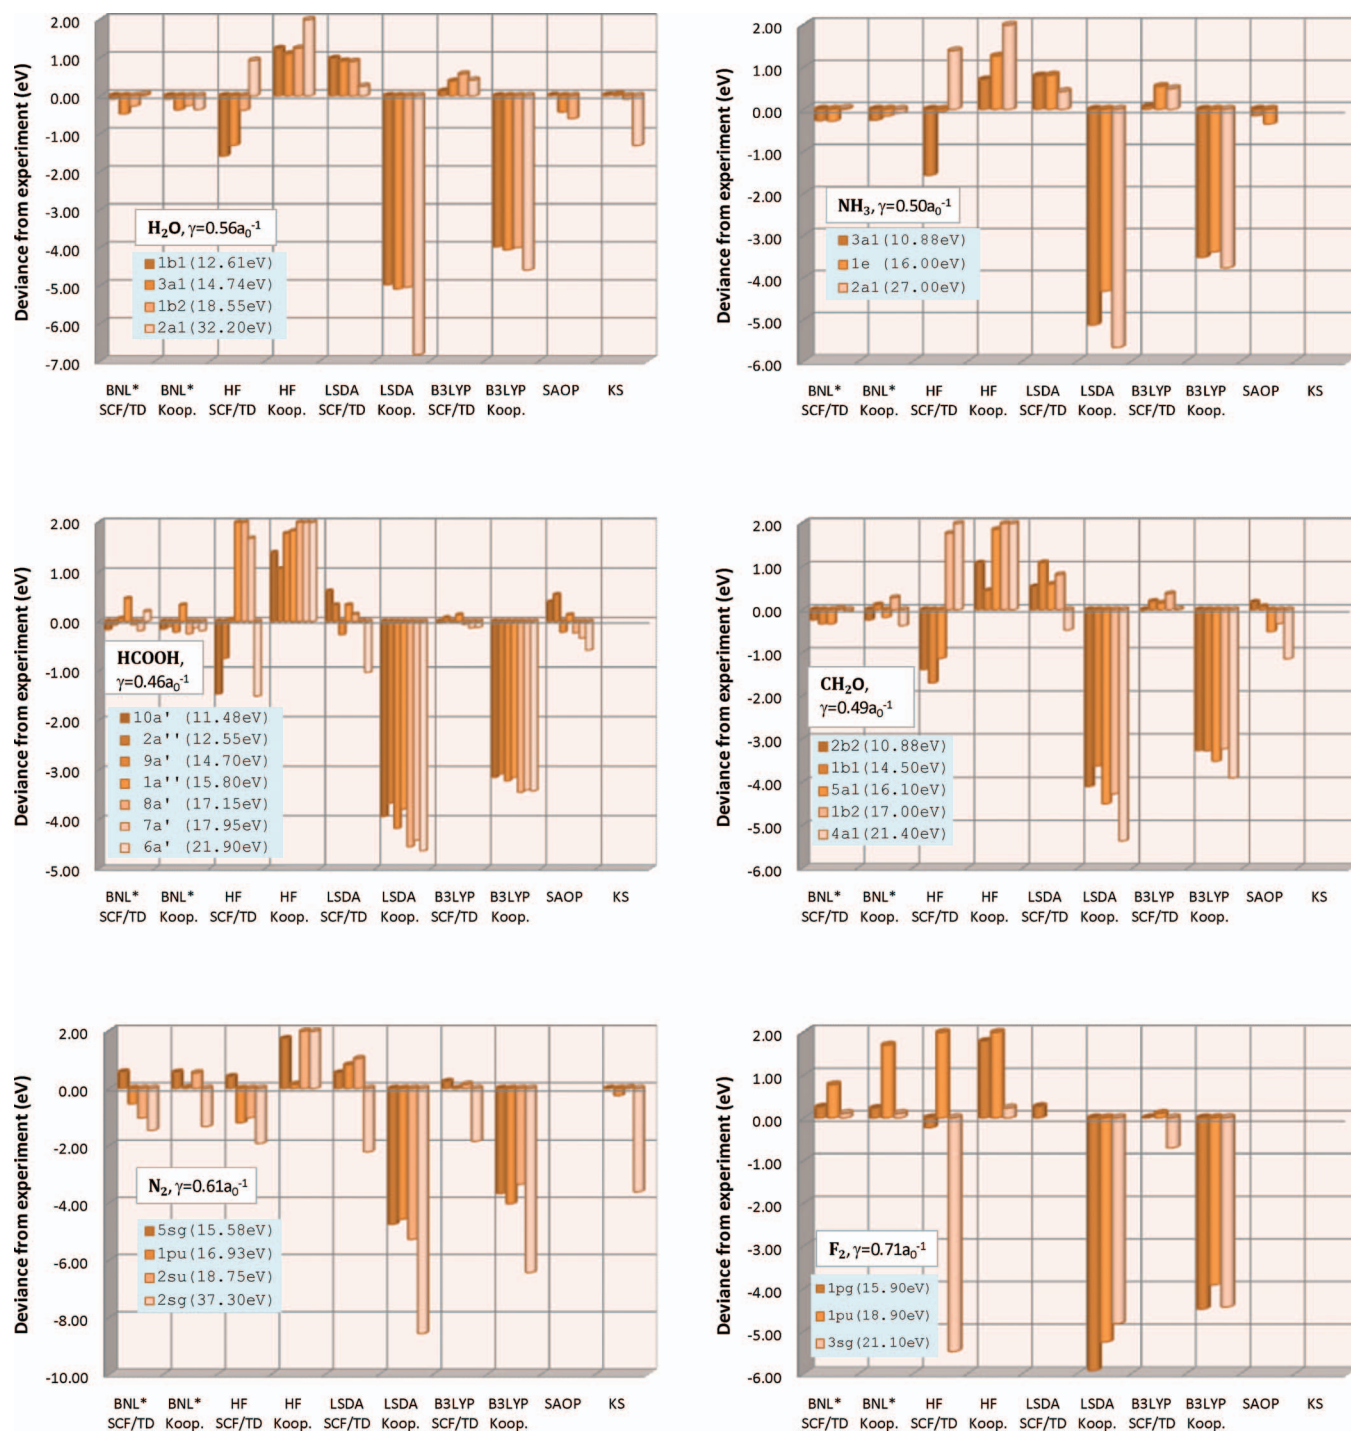 Deviance from experiment (eV)
2.00
1.00
0.00
-1.00
-2.00
-3.00
-4.00
-5.00
-6.00
-7.00
H₂O, γ=0.56a₀⁻¹
1b1(12.61eV)
3a1(14.74eV)
1b2(18.55eV)
2a1(32.20eV)
BNL* BNL* HF HF LSDA LSDA B3LYP B3LYP SAOP KS
SCF/TD Koop. SCF/TD Koop. SCF/TD Koop. SCF/TD Koop.
Deviance from experiment (eV)
2.00
1.00
0.00
-1.00
-2.00
-3.00
-4.00
-5.00
-6.00
NH₃, γ=0.50a₀⁻¹
3a1(10.88eV)
1e (16.00eV)
2a1(27.00eV)
BNL* BNL* HF HF LSDA LSDA B3LYP B3LYP SAOP KS
SCF/TD Koop. SCF/TD Koop. SCF/TD Koop. SCF/TD Koop.
Deviance from experiment (eV)
2.00
1.00
0.00
-1.00
-2.00
-3.00
-4.00
-5.00
HCOOH,
γ=0.46a₀⁻¹
10a' (11.48eV)
2a''(12.55eV)
9a' (14.70eV)
1a''(15.80eV)
8a' (17.15eV)
7a' (17.95eV)
6a' (21.90eV)
BNL* BNL* HF HF LSDA LSDA B3LYP B3LYP SAOP KS
SCF/TD Koop. SCF/TD Koop. SCF/TD Koop. SCF/TD Koop.
Deviance from experiment (eV)
2.00
1.00
0.00
-1.00
-2.00
-3.00
-4.00
-5.00
-6.00
CH₂O,
γ=0.49a₀⁻¹
2b2(10.88eV)
1b1(14.50eV)
5a1(16.10eV)
1b2(17.00eV)
4a1(21.40eV)
BNL* BNL* HF HF LSDA LSDA B3LYP B3LYP SAOP KS
SCF/TD Koop. SCF/TD Koop. SCF/TD Koop. SCF/TD Koop.
Deviance from experiment (eV)
2.00
0.00
-2.00
-4.00
-6.00
-8.00
-10.00
N₂, γ=0.61a₀⁻¹
5sg(15.58eV)
1pu(16.93eV)
2su(18.75eV)
2sg(37.30eV)
BNL* BNL* HF HF LSDA LSDA B3LYP B3LYP SAOP KS
SCF/TD Koop. SCF/TD Koop. SCF/TD Koop. SCF/TD Koop.
Deviance from experiment (eV)
2.00
1.00
0.00
-1.00
-2.00
-3.00
-4.00
-5.00
-6.00
F₂, γ=0.71a₀⁻¹
1pg(15.90eV)
1pu(18.90eV)
3sg(21.10eV)
BNL* BNL* HF HF LSDA LSDA B3LYP B3LYP SAOP KS
SCF/TD Koop. SCF/TD Koop. SCF/TD Koop. SCF/TD Koop.